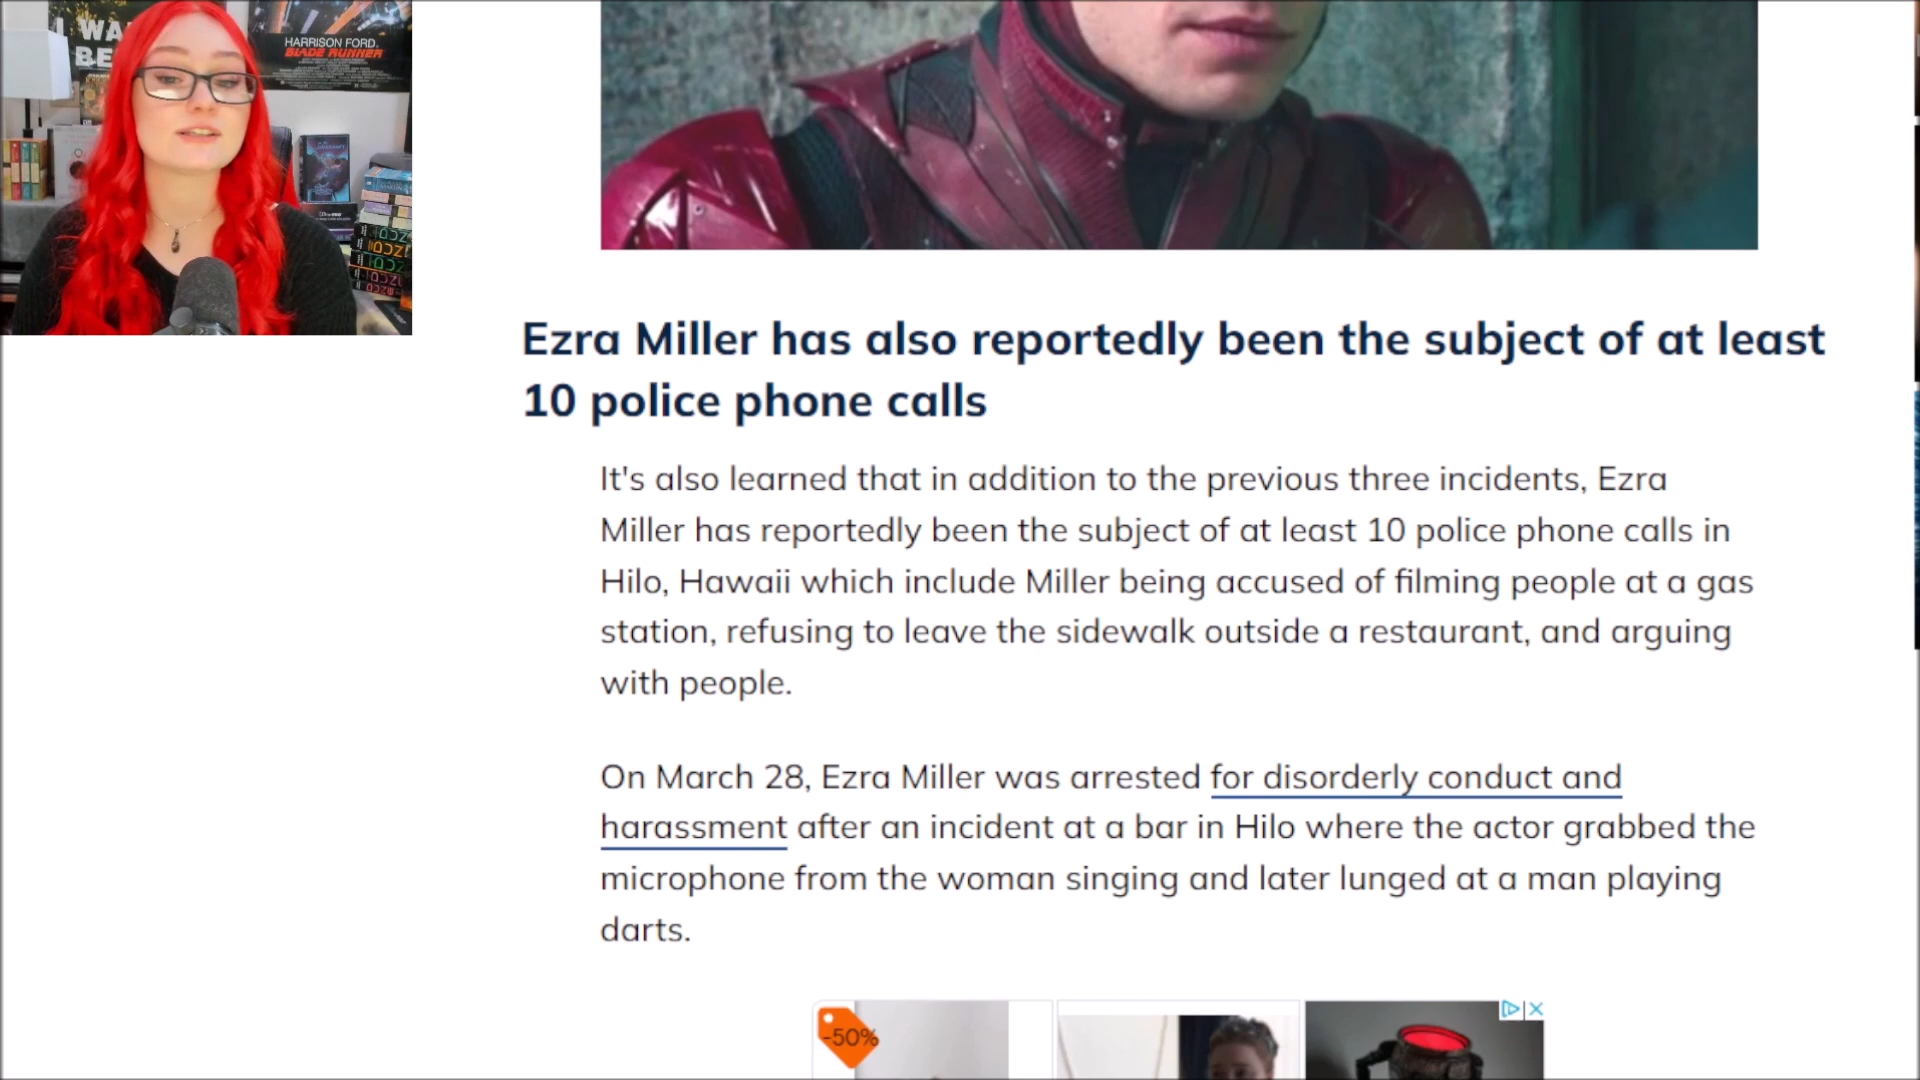 I WA
BE
HARRISON FORD.
BLADE RUNNER
Ezra Miller has also reportedly been the subject of at least
10 police phone calls
It's also learned that in addition to the previous three incidents, Ezra
Miller has reportedly been the subject of at least 10 police phone calls in
Hilo, Hawaii which include Miller being accused of filming people at a gas
station, refusing to leave the sidewalk outside a restaurant, and arguing
with people.
On March 28, Ezra Miller was arrested for disorderly conduct and
harassment after an incident at a bar in Hilo where the actor grabbed the
microphone from the woman singing and later lunged at a man playing
darts.
-50%